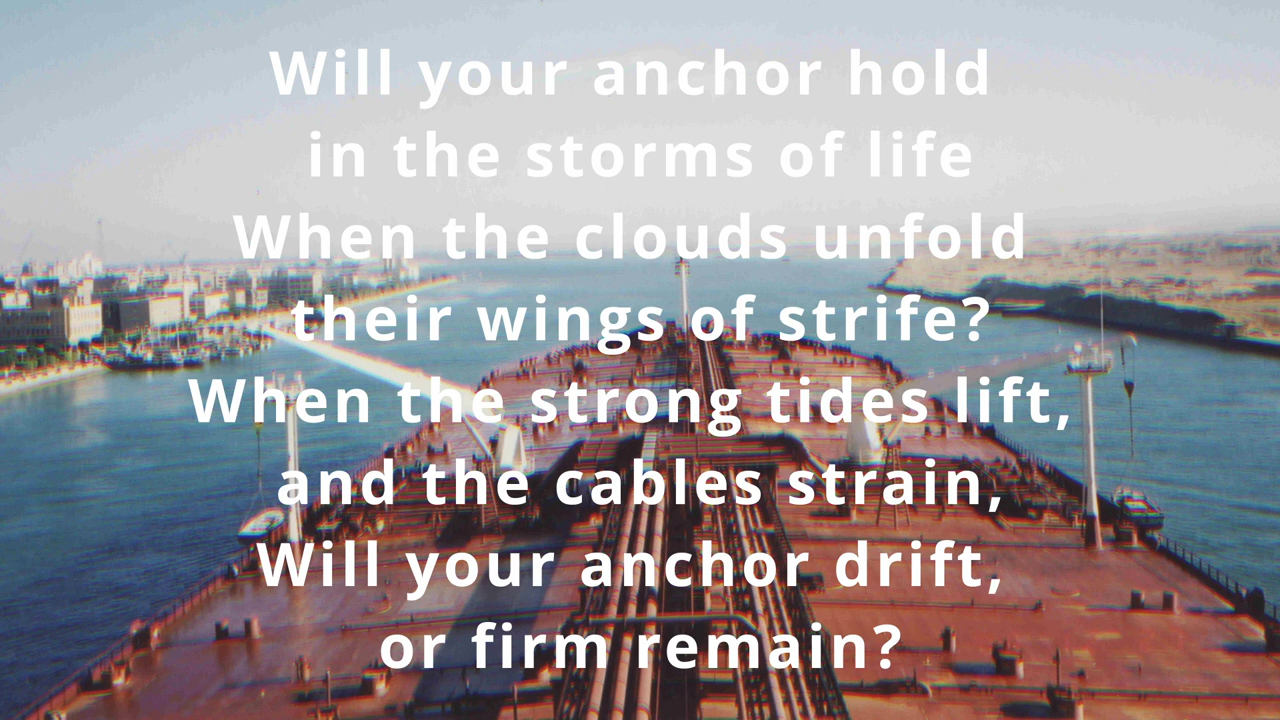 Will your anchor hold
in the storms of life
When the clouds unfold
their wings of strife?
When the strong tides lift,
and the cables strain,
Will your anchor drift,
or firm remain?